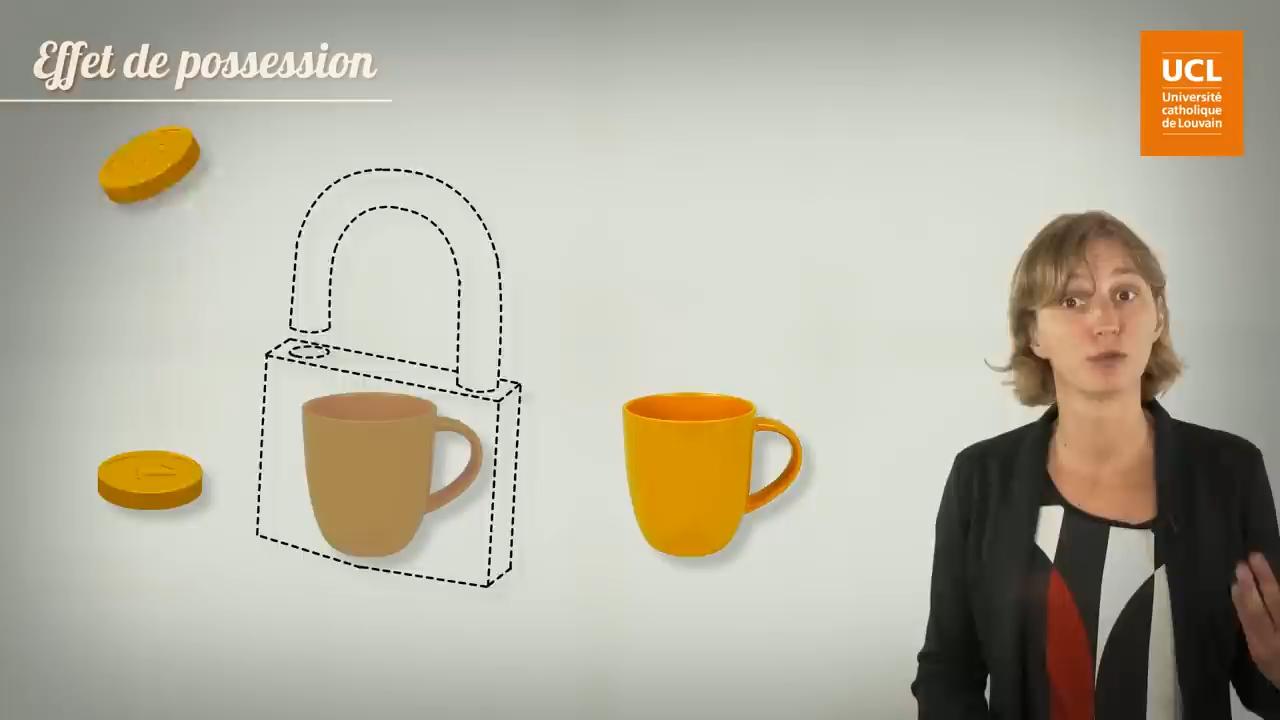 Effet de possession
UCL
Université
catholique
de Louvain